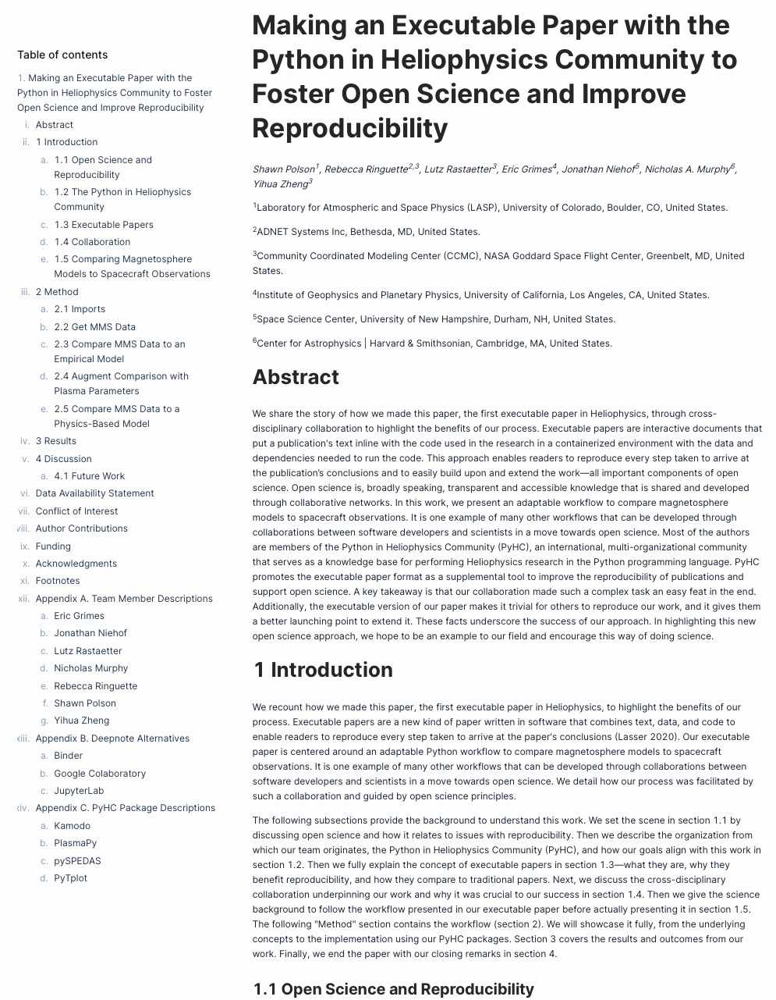 Table of contents
1. Making an Executable Paper with the
Python in Heliophysics Community to Foster
Open Science and Improve Reproducibility
i. Abstract
ii. 1 Introduction
a. 1.1 Open Science and
Reproducibility
b. 1.2 The Python in Heliophysics
Community
c. 1.3 Executable Papers
d. 1.4 Collaboration
e. 1.5 Comparing Magnetosphere
Models to Spacecraft Observations
iii. 2 Method
a. 2.1 Imports
b. 2.2 Get MMS Data
c. 2.3 Compare MMS Data to an
Empirical Model
d. 2.4 Augment Comparison with
Plasma Parameters
e. 2.5 Compare MMS Data to a
Physics-Based Model
iv. 3 Results
v. 4 Discussion
a. 4.1 Future Work
vi. Data Availability Statement
vii. Conflict of Interest
viii. Author Contributions
ix. Funding
x. Acknowledgments
xi. Footnotes
xii. Appendix A. Team Member Descriptions
a. Eric Grimes
b. Jonathan Niehof
c. Lutz Rastaetter
d. Nicholas Murphy
e. Rebecca Ringuette
f. Shawn Polson
g. Yihua Zheng
xiii. Appendix B. Deepnote Alternatives
a. Binder
b. Google Colaboratory
c. JupyterLab
xiv. Appendix C. PyHC Package Descriptions
a. Kamodo
b. PlasmaPy
c. pySPEDAS
d. PyTplot
Making an Executable Paper with the
Python in Heliophysics Community to
Foster Open Science and Improve
Reproducibility
Shawn Polson1, Rebecca Ringuette2,3, Lutz Rastaetter3, Eric Grimes4, Jonathan Niehof5, Nicholas A. Murphy6,
Yihua Zheng3
1Laboratory for Atmospheric and Space Physics (LASP), University of Colorado, Boulder, CO, United States.
2ADNET Systems Inc, Bethesda, MD, United States.
3Community Coordinated Modeling Center (CCMC), NASA Goddard Space Flight Center, Greenbelt, MD, United
States.
4Institute of Geophysics and Planetary Physics, University of California, Los Angeles, CA, United States.
5Space Science Center, University of New Hampshire, Durham, NH, United States.
6Center for Astrophysics | Harvard & Smithsonian, Cambridge, MA, United States.
Abstract
We share the story of how we made this paper, the first executable paper in Heliophysics, through cross-
disciplinary collaboration to highlight the benefits of our process. Executable papers are interactive documents that
put a publication's text inline with the code used in the research in a containerized environment with the data and
dependencies needed to run the code. This approach enables readers to reproduce every step taken to arrive at
the publication’s conclusions and to easily build upon and extend the work—all important components of open
science. Open science is, broadly speaking, transparent and accessible knowledge that is shared and developed
through collaborative networks. In this work, we present an adaptable workflow to compare magnetosphere
models to spacecraft observations. It is one example of many other workflows that can be developed through
collaborations between software developers and scientists in a move towards open science. Most of the authors
are members of the Python in Heliophysics Community (PyHC), an international, multi-organizational community
that serves as a knowledge base for performing Heliophysics research in the Python programming language. PyHC
promotes the executable paper format as a supplemental tool to improve the reproducibility of publications and
support open science. A key takeaway is that our collaboration made such a complex task an easy feat in the end.
Additionally, the executable version of our paper makes it trivial for others to reproduce our work, and it gives them
a better launching point to extend it. These facts underscore the success of our approach. In highlighting this new
open science approach, we hope to be an example to our field and encourage this way of doing science.
1 Introduction
We recount how we made this paper, the first executable paper in Heliophysics, to highlight the benefits of our
process. Executable papers are a new kind of paper written in software that combines text, data, and code to
enable readers to reproduce every step taken to arrive at the paper's conclusions (Lasser 2020). Our executable
paper is centered around an adaptable Python workflow to compare magnetosphere models to spacecraft
observations. It is one example of many other workflows that can be developed through collaborations between
software developers and scientists in a move towards open science. We detail how our process was facilitated by
such a collaboration and guided by open science principles.
The following subsections provide the background to understand this work. We set the scene in section 1.1 by
discussing open science and how it relates to issues with reproducibility. Then we describe the organization from
which our team originates, the Python in Heliophysics Community (PyHC), and how our goals align with this work in
section 1.2. Then we fully explain the concept of executable papers in section 1.3—what they are, why they
benefit reproducibility, and how they compare to traditional papers. Next, we discuss the cross-disciplinary
collaboration underpinning our work and why it was crucial to our success in section 1.4. Then we give the science
background to follow the workflow presented in our executable paper before actually presenting it in section 1.5.
The following "Method" section contains the workflow (section 2). We will showcase it fully, from the underlying
concepts to the implementation using our PyHC packages. Section 3 covers the results and outcomes from our
work. Finally, we end the paper with our closing remarks in section 4.
1.1 Open Science and Reproducibility